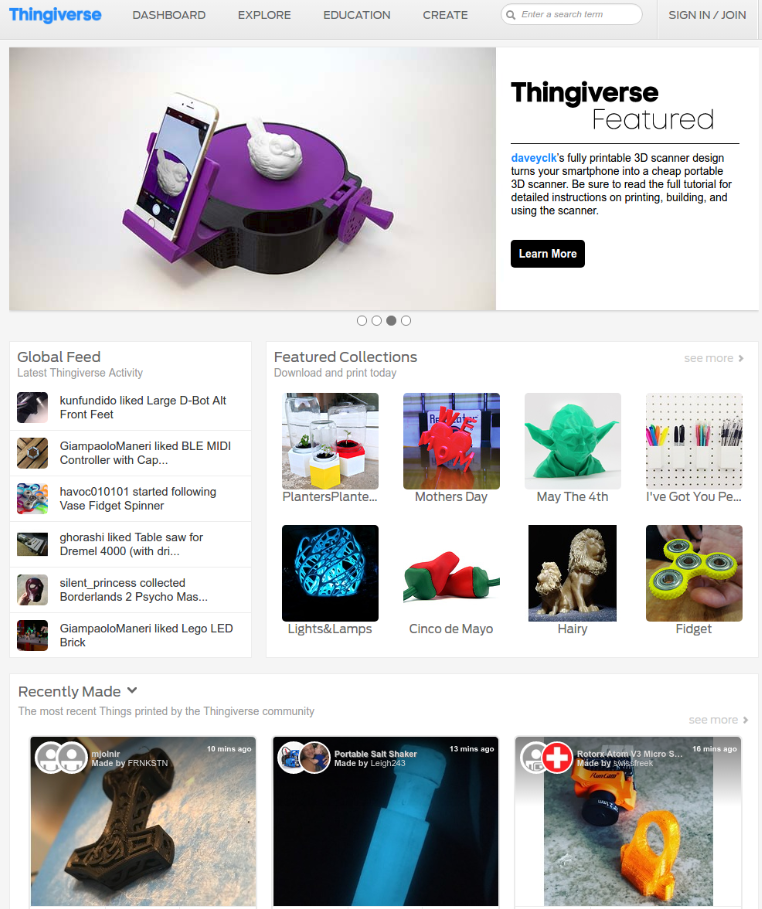 Thingiverse
DASHBOARD
EXPLORE
EDUCATION
CREATE
Enter a search term
SIGN IN / JOIN
Thingiverse
Featured
daveyclk's fully printable 3D scanner design
turns your smartphone into a cheap portable
3D scanner. Be sure to read the full tutorial for
detailed instructions on printing, building, and
using the scanner.
Learn More
Global Feed
Latest Thingiverse Activity
kunfundido liked Large D-Bot Alt
Front Feet
GiampaoloManeri liked BLE MIDI
Controller with Cap...
havoc010101 started following
Vase Fidget Spinner
ghorashi liked Table saw for
Dremel 4000 (with dri...
silent_princess collected
Borderlands 2 Psycho Mas...
GiampaoloManeri liked Lego LED
Brick
Featured Collections
see more
Download and print today
PlantersPlante...
Mothers Day
May The 4th
I've Got You Pe...
Lights&Lamps
Cinco de Mayo
Hairy
Fidget
Recently Made
The most recent Things printed by the Thingiverse community
see more
mjolnir
10 mins ago
Made by FRNKSTN
Portable Salt Shaker
13 mins ago
Made by Leigh243
Rotorx Atom V3 Micro S...
16 mins ago
Made by swissfreek